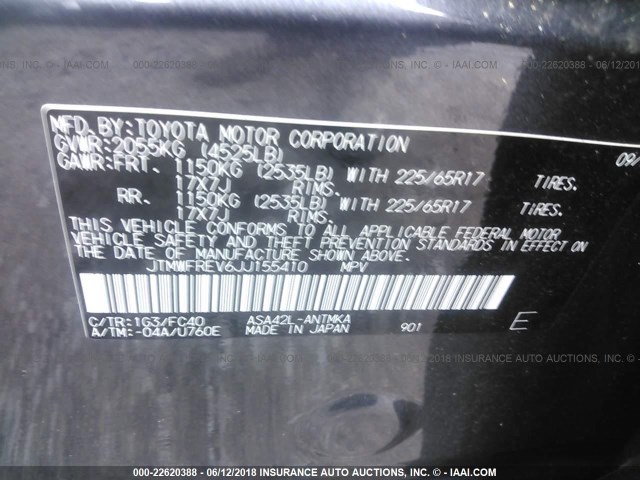 MFD. BY: TOYOTA MOTOR CORPORATION
GVWR: 2055KG (4525LB) 09/
GAWR: FRT. 1150KG (2535LB) WITH 225/65R17 TIRES.
17X7J RIMS.
RR. 1150KG (2535LB) WITH 225/65R17 TIRES.
17X7J RIMS.
THIS VEHICLE CONFORMS TO ALL APPLICABLE FEDERAL MOTOR
VEHICLE SAFETY AND THEFT PREVENTION STANDARDS IN EFFECT ON
THE DATE OF MANUFACTURE SHOWN ABOVE.
JTMWFREV6JJ155410 MPV
C/TR: 1G3/FC40 ASA42L-ANTMKA
A/TM: -04A/U760E MADE IN JAPAN 901 E
000-22620388 - 06/12/2018 INSURANCE AUTO AUCTIONS, INC. - © - IAAI.COM